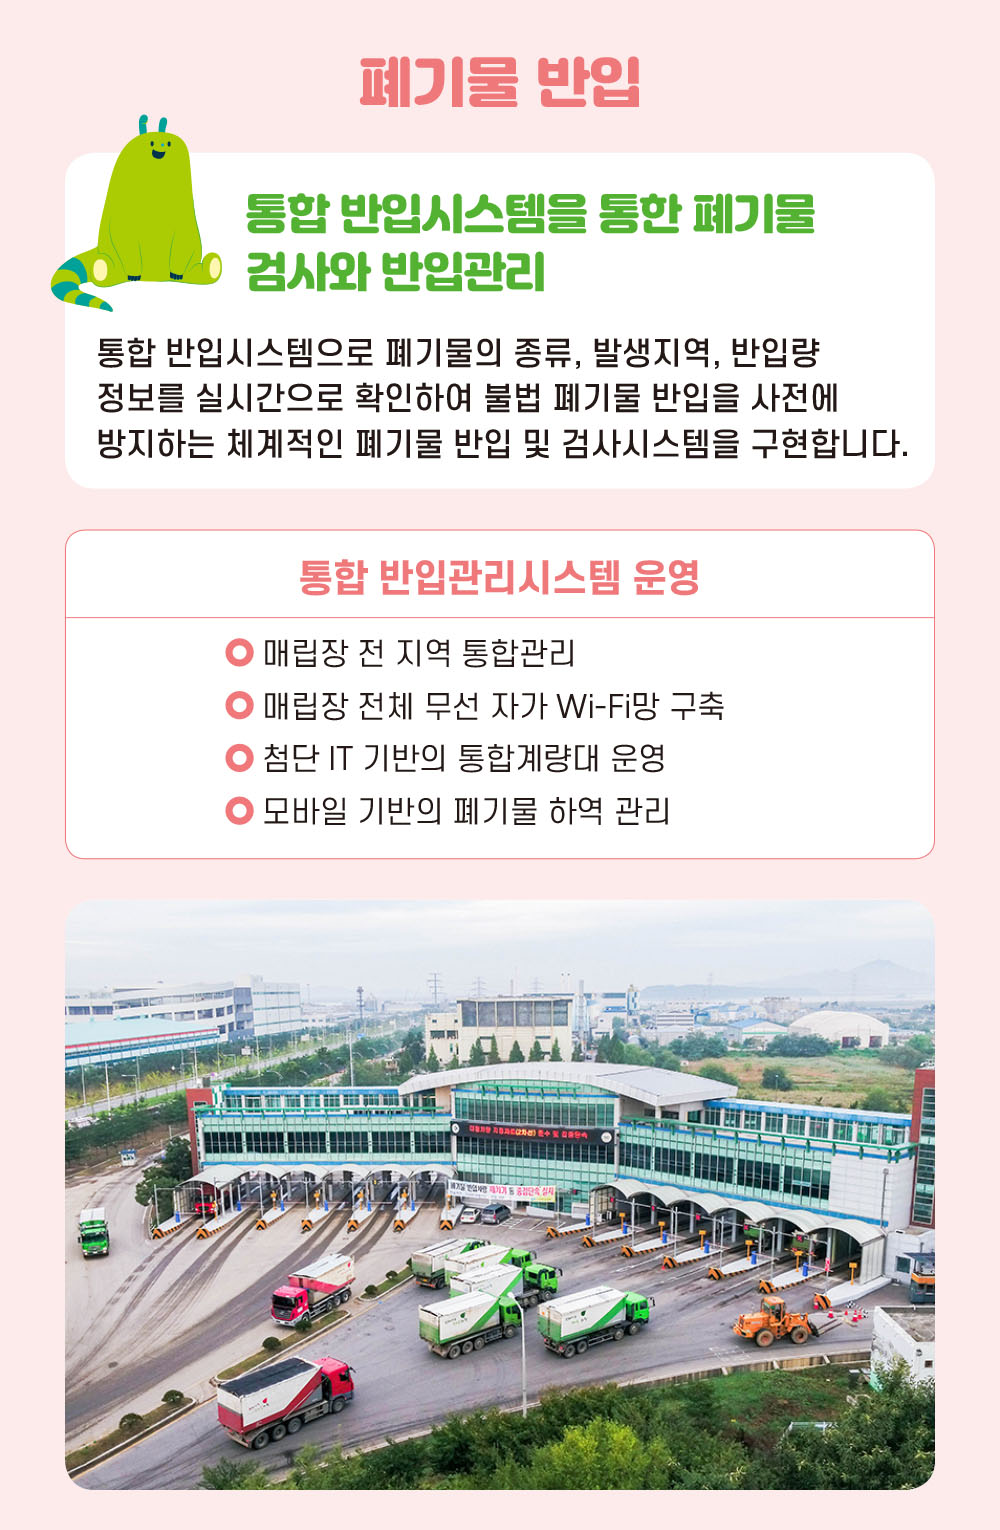 폐기물 반입
통합 반입시스템을 통한 폐기물
검사와 반입관리
통합 반입시스템으로 폐기물의 종류, 발생지역, 반입량
정보를 실시간으로 확인하여 불법 폐기물 반입을 사전에
방지하는 체계적인 폐기물 반입 및 검사시스템을 구현합니다.
통합 반입관리시스템 운영
매립장 전 지역 통합관리
매립장 전체 무선 자가 Wi-Fi망 구축
첨단 IT 기반의 통합계량대 운영
모바일 기반의 폐기물 하역 관리